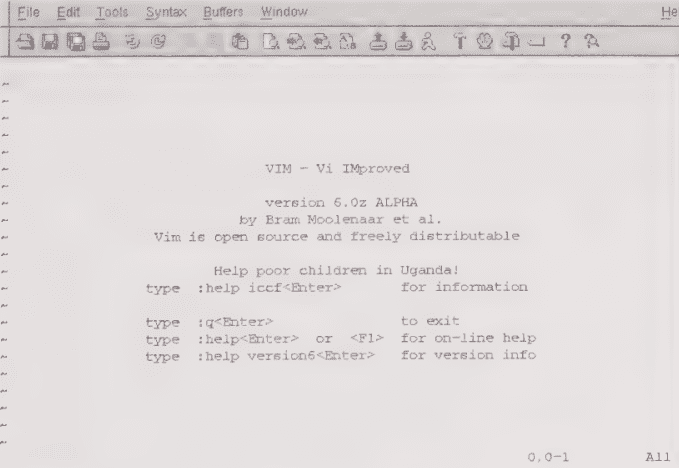 File Edit Tools Syntax Buffers Window He
~
~
~
~
~
VIM - Vi IMproved
~
~
version 6.0z ALPHA
~
by Bram Moolenaar et al.
~
Vim is open source and freely distributable
~
~
Help poor children in Uganda!
~
type :help iccf<Enter> for information
~
~
type :q<Enter> to exit
~
type :help<Enter> or <F1> for on-line help
~
type :help version6<Enter> for version info
~
~
~
~
~
~
0,0-1 All